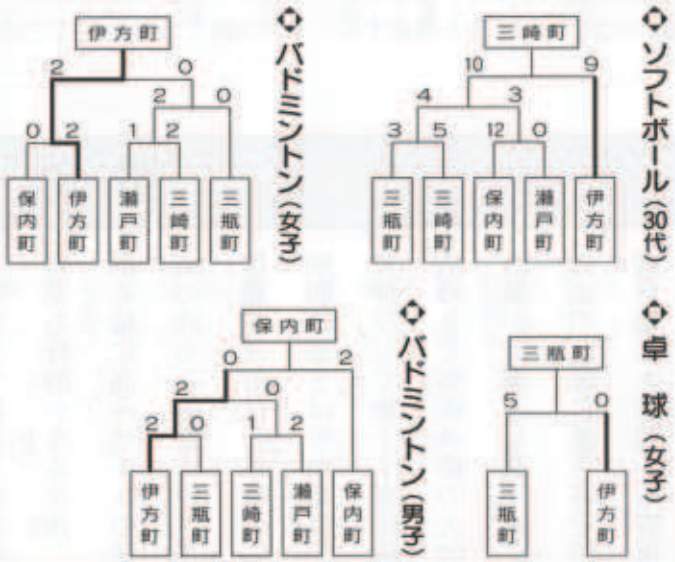 ◆ソフトボール(30代)
三崎町
10 9
4 3
3 5 12 0
三瓶町
三崎町
保内町
瀬戸町
伊方町
◆バドミントン(女子)
伊方町
2 0
2 0
0 2 1 2
保内町
伊方町
瀬戸町
三崎町
三瓶町
◆卓球(女子)
三瓶町
5 0
三瓶町
伊方町
◆バドミントン(男子)
保内町
0 2
2 0
2 0 1 2
伊方町
三瓶町
三崎町
瀬戸町
保内町